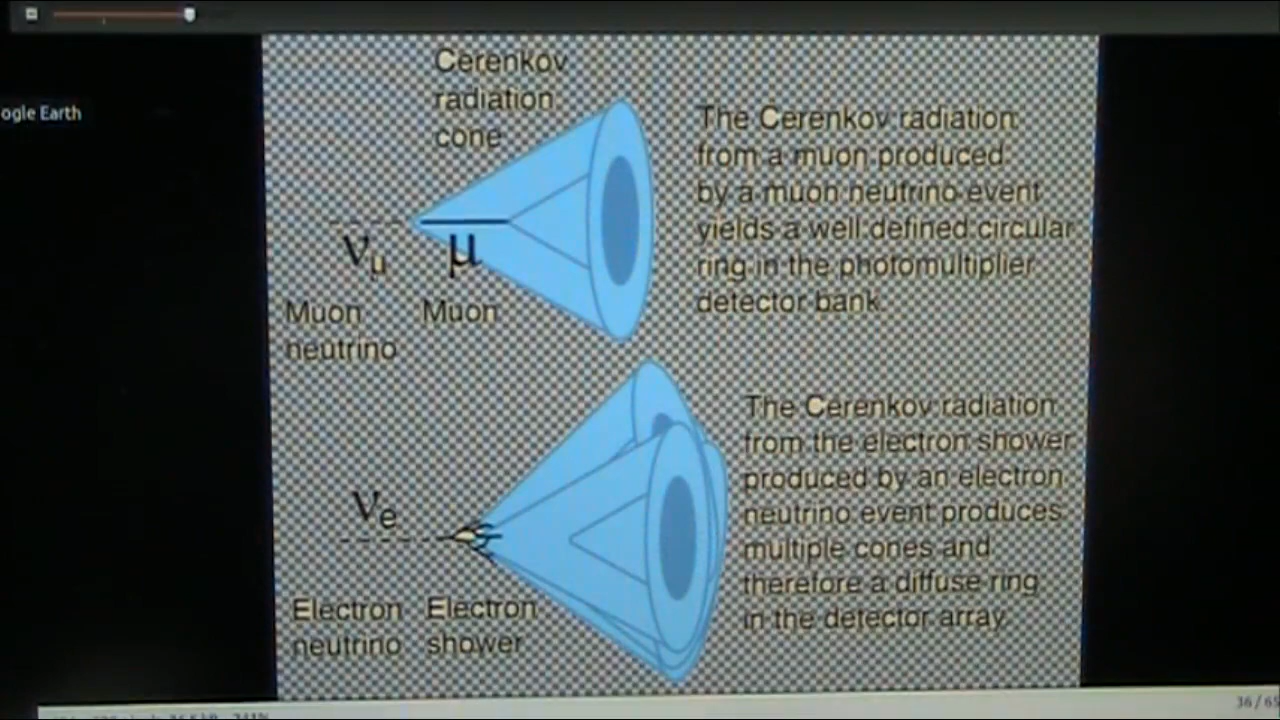 ogle Earth
Cerenkov
radiation
cone
The Cerenkov radiation
from a muon produced
by a muon neutrino event
yields a well defined circular
ring in the photomultiplier
detector bank.
νμ
μ
Muon
neutrino
Muon
The Cerenkov radiation
from the electron shower
produced by an electron
neutrino event produces
multiple cones and
therefore a diffuse ring
in the detector array.
νe
Electron
neutrino
Electron
shower
36 / 65